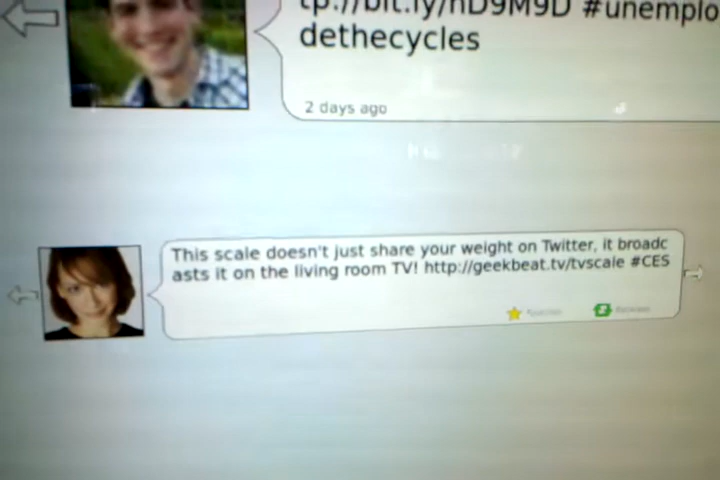 tp://bit.ly/hD9M9D #unemplo
dethecycles
2 days ago
This scale doesn't just share your weight on Twitter, it broadc
asts it on the living room TV! http://geekbeat.tv/tvscale #CES